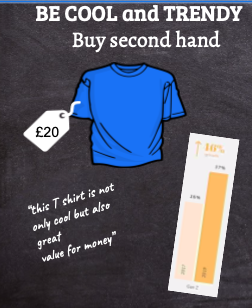 BE COOL and TRENDY
Buy second hand
£20
"this T shirt is not
only cool but also
great
value for money"
16%